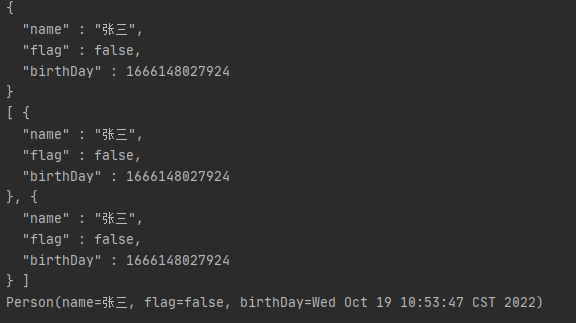 {
  "name" : "张三",
  "flag" : false,
  "birthDay" : 1666148027924
}
[ {
  "name" : "张三",
  "flag" : false,
  "birthDay" : 1666148027924
}, {
  "name" : "张三",
  "flag" : false,
  "birthDay" : 1666148027924
} ]
Person(name=张三, flag=false, birthDay=Wed Oct 19 10:53:47 CST 2022)